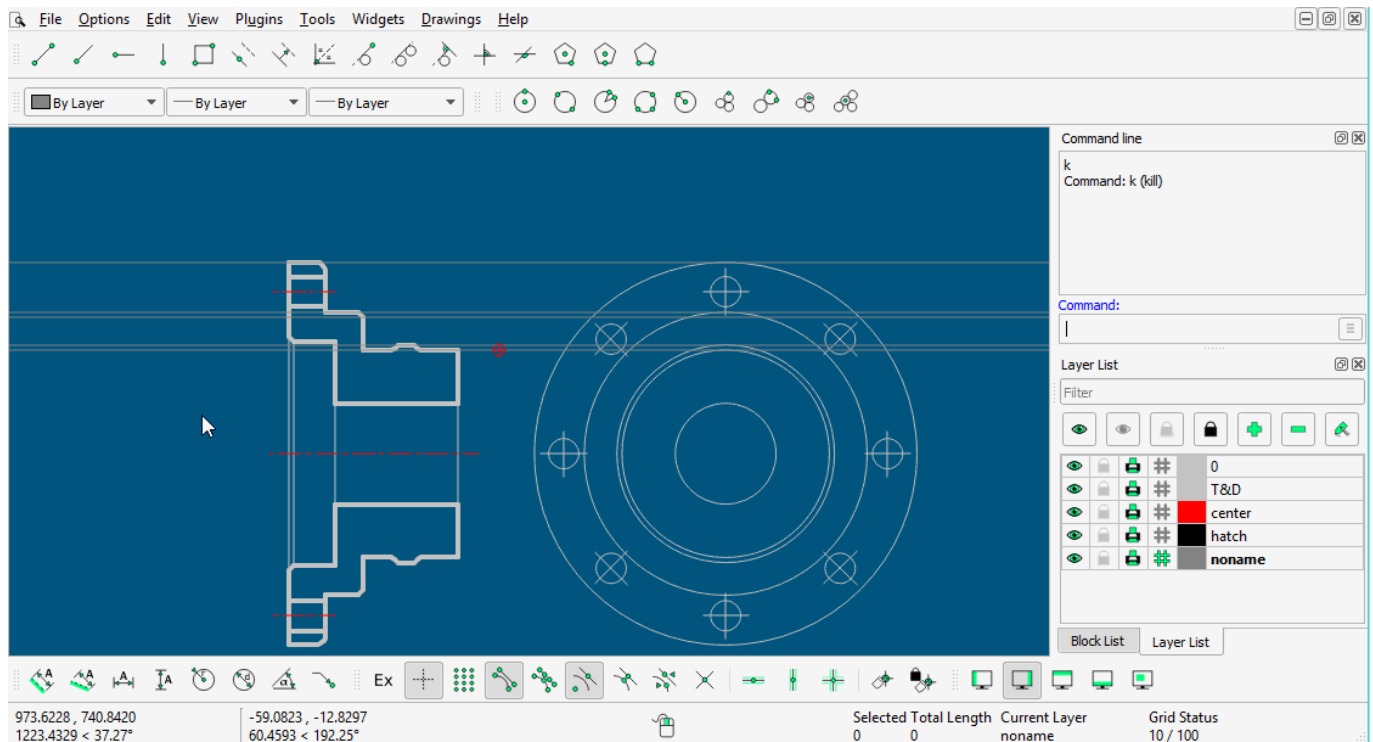 File Options Edit View Plugins Tools Widgets Drawings Help
By Layer By Layer By Layer
Command line
k
Command: k (kill)
Command:
Layer List
Filter
0
T&D
center
hatch
noname
Block List Layer List
Ex
973.6228 , 740.8420 -59.0823 , -12.8297 Selected Total Length Current Layer Grid Status
1223.4329 < 37.27° 60.4593 < 192.25° 0 0 noname 10 / 100